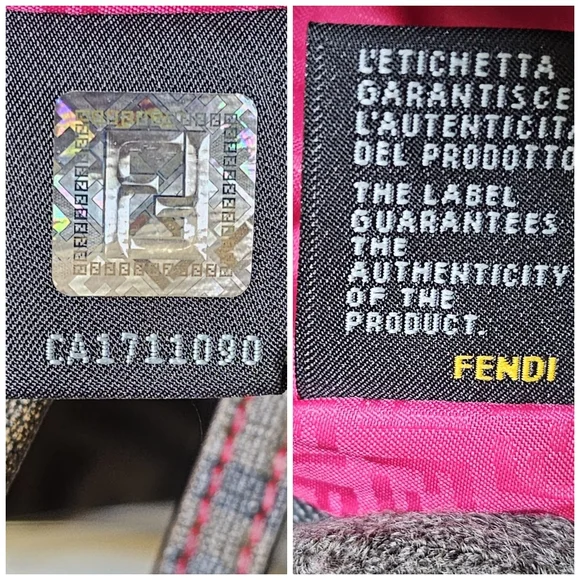 CA1711090
L'ETICHETTA
GARANTISCE
L'AUTENTICITA
DEL PRODOTTO
THE LABEL
GUARANTEES
THE
AUTHENTICITY
OF THE
PRODUCT.
FENDI